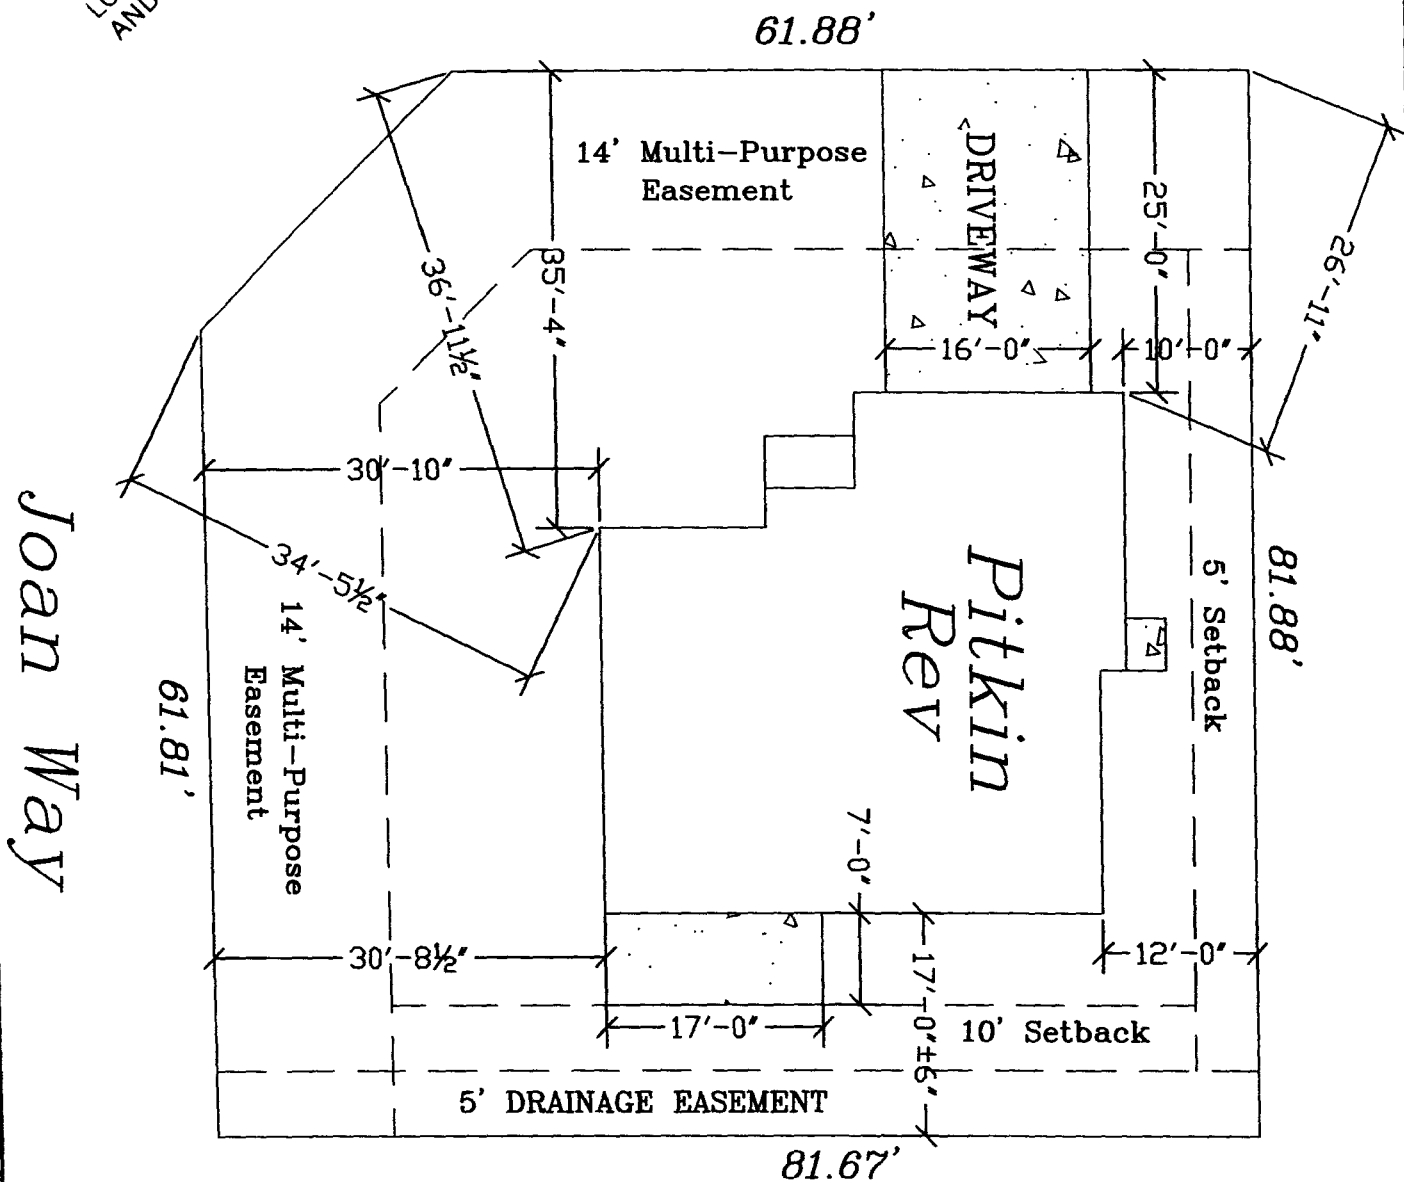 AND
61.88'
14' Multi-Purpose
Easement
DRIVEWAY
25'-0"
26'-11"
35'-4"
36'-11½"
16'-0"
10'-0"
30'-10"
34'-5½"
Joan Way
14' Multi-Purpose
Easement
61.81'
Pitkin
Rev
5' Setback
81.88'
7'-0"
30'-8½"
17'-0"±6"
12'-0"
17'-0"
10' Setback
5' DRAINAGE EASEMENT
81.67'